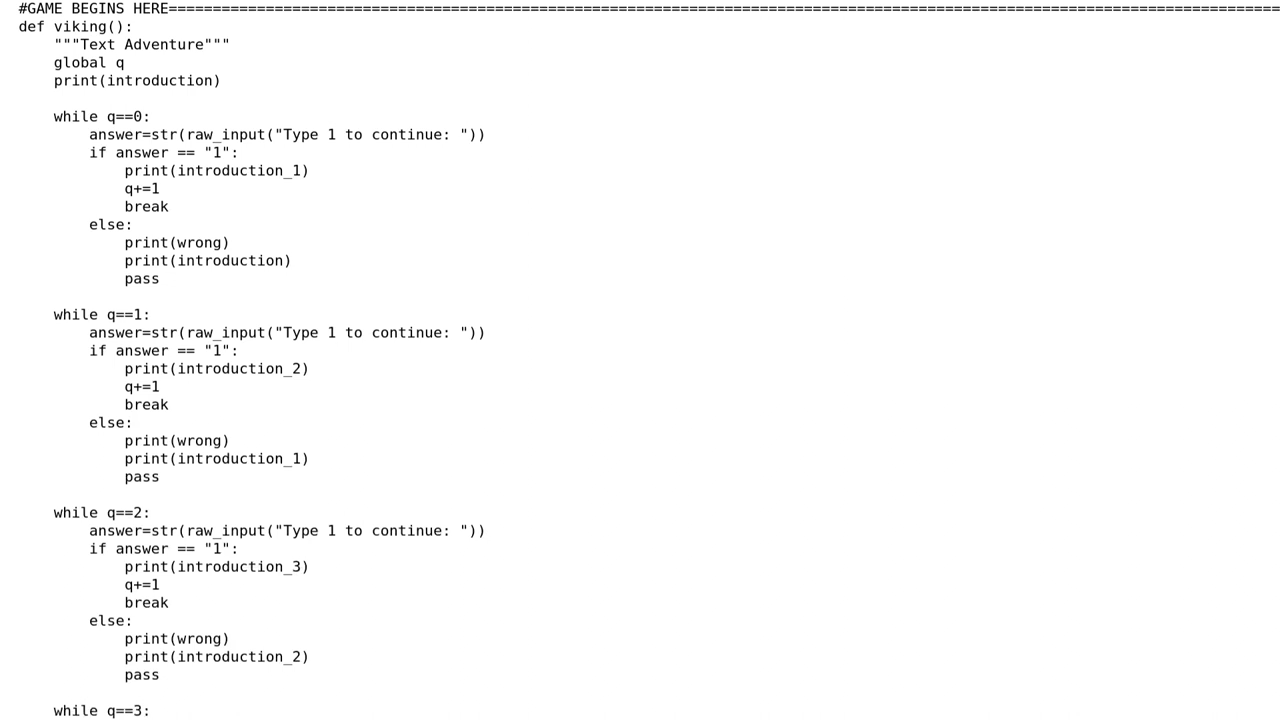 #GAME BEGINS HERE==============================================================================================================================
def viking():
    """Text Adventure"""
    global q
    print(introduction)

    while q==0:
        answer=str(raw_input("Type 1 to continue: "))
        if answer == "1":
            print(introduction_1)
            q+=1
            break
        else:
            print(wrong)
            print(introduction)
            pass

    while q==1:
        answer=str(raw_input("Type 1 to continue: "))
        if answer == "1":
            print(introduction_2)
            q+=1
            break
        else:
            print(wrong)
            print(introduction_1)
            pass

    while q==2:
        answer=str(raw_input("Type 1 to continue: "))
        if answer == "1":
            print(introduction_3)
            q+=1
            break
        else:
            print(wrong)
            print(introduction_2)
            pass

    while q==3: